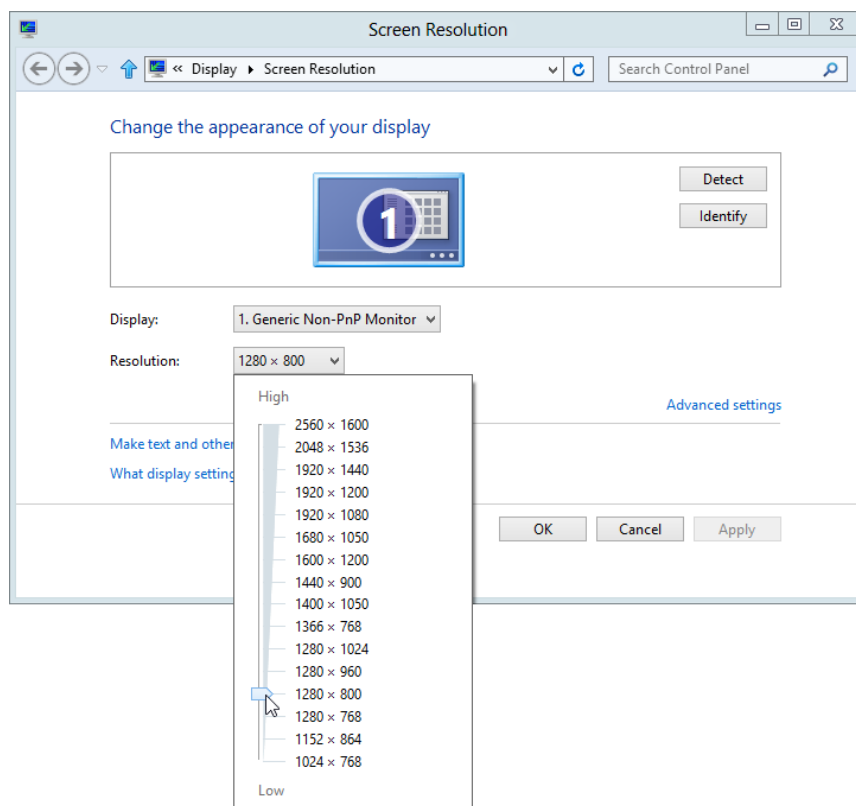 Screen Resolution
« Display ▸ Screen Resolution
Search Control Panel
Change the appearance of your display
1
Detect
Identify
Display: 1. Generic Non-PnP Monitor
Resolution: 1280 × 800
High
Advanced settings
2560 × 1600
Make text and other
2048 × 1536
1920 × 1440
What display setting
1920 × 1200
1920 × 1080
OK Cancel Apply
1680 × 1050
1600 × 1200
1440 × 900
1400 × 1050
1366 × 768
1280 × 1024
1280 × 960
1280 × 800
1280 × 768
1152 × 864
1024 × 768
Low